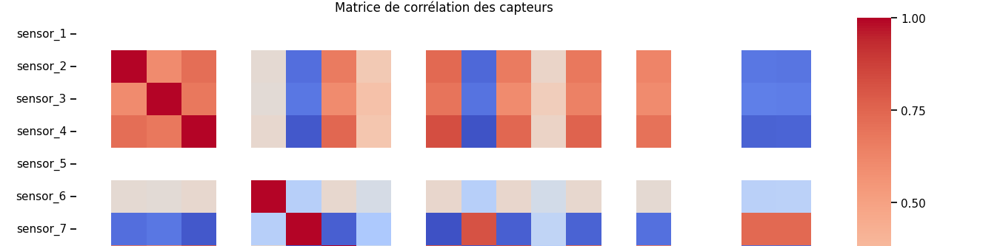 Matrice de corrélation des capteurs
sensor_1
sensor_2
sensor_3
sensor_4
sensor_5
sensor_6
sensor_7
1.00
0.75
0.50